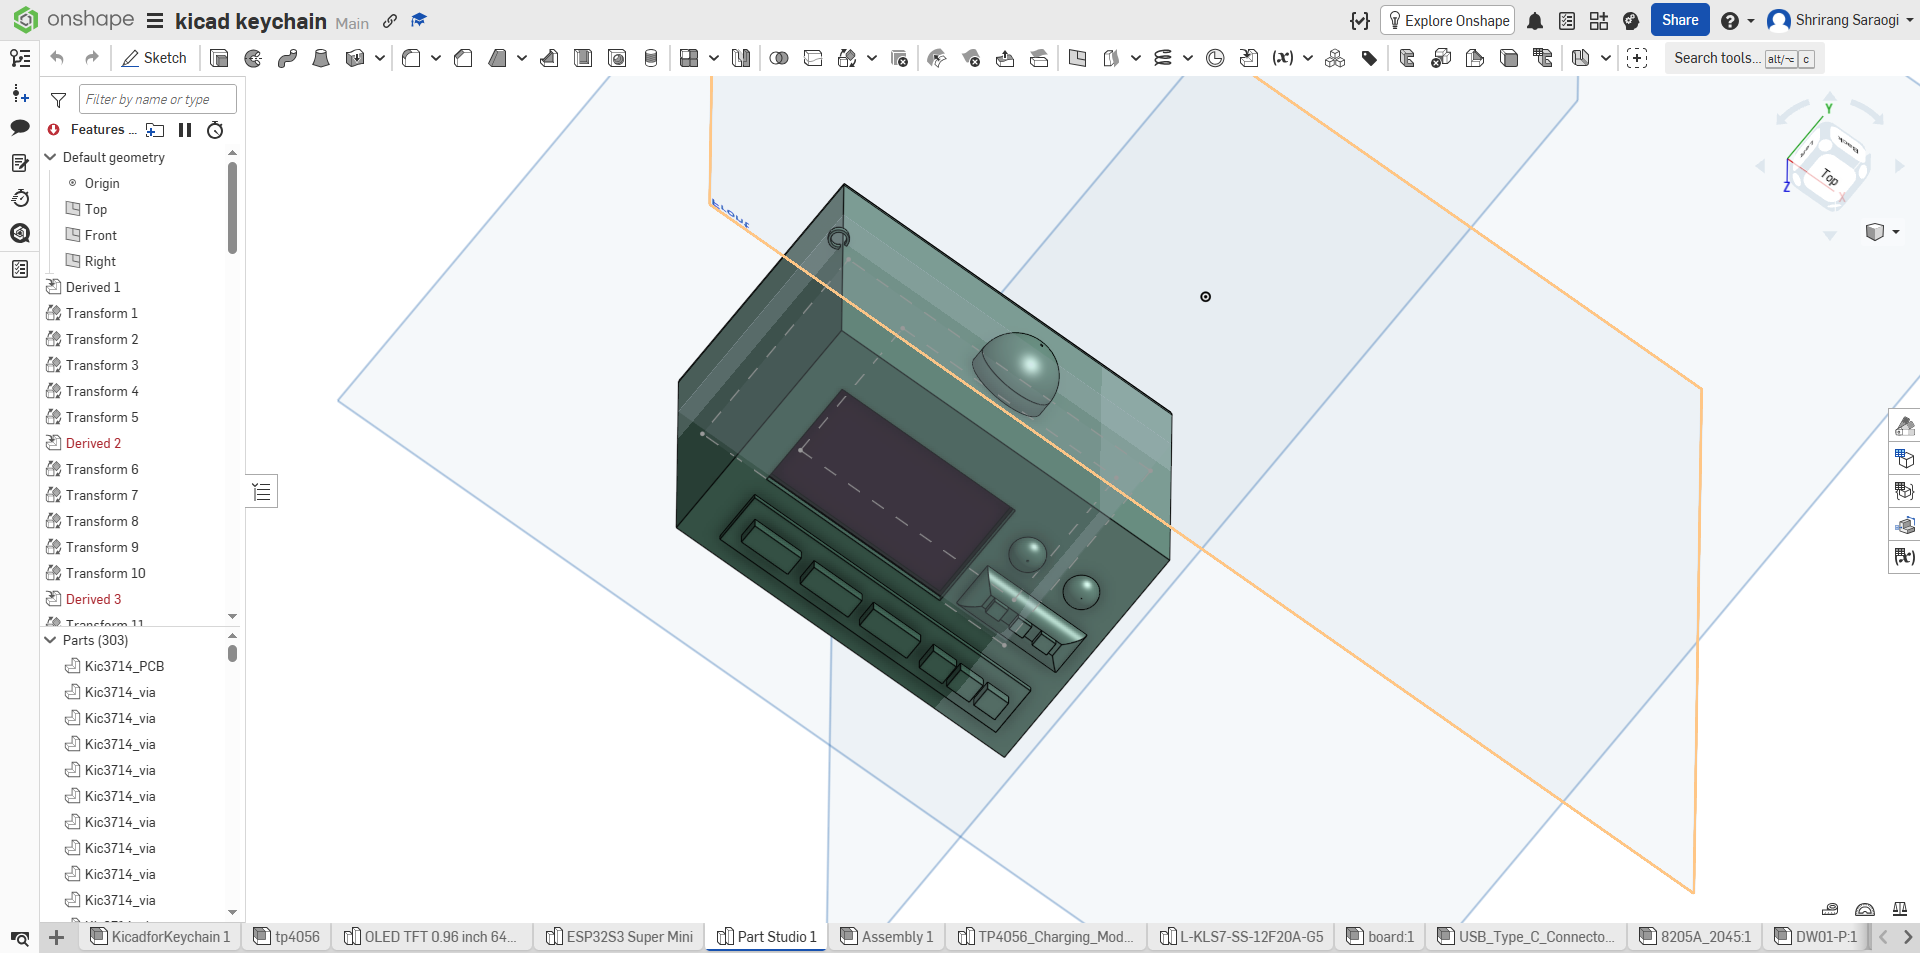 onshape
kicad keychain
Main
Explore Onshape
Share
Shrirang Saraogi
Sketch
(x)
Search tools...
alt/⌥
c
Filter by name or type
Features ...
Default geometry
Origin
Top
Front
Right
Derived 1
Transform 1
Transform 2
Transform 3
Transform 4
Transform 5
Derived 2
Transform 6
Transform 7
Transform 8
Transform 9
Transform 10
Derived 3
Transform 11
Parts (303)
Kic3714_PCB
Kic3714_via
Kic3714_via
Kic3714_via
Kic3714_via
Kic3714_via
Kic3714_via
Kic3714_via
Kic3714_via
Kic3714_via
Front
Y
Back
Top
Z
X
(x)
KicadforKeychain 1
tp4056
OLED TFT 0.96 inch 64...
ESP32S3 Super Mini
Part Studio 1
Assembly 1
TP4056_Charging_Mod...
L-KLS7-SS-12F20A-G5
board:1
USB_Type_C_Connecto...
8205A_2045:1
DW01-P:1